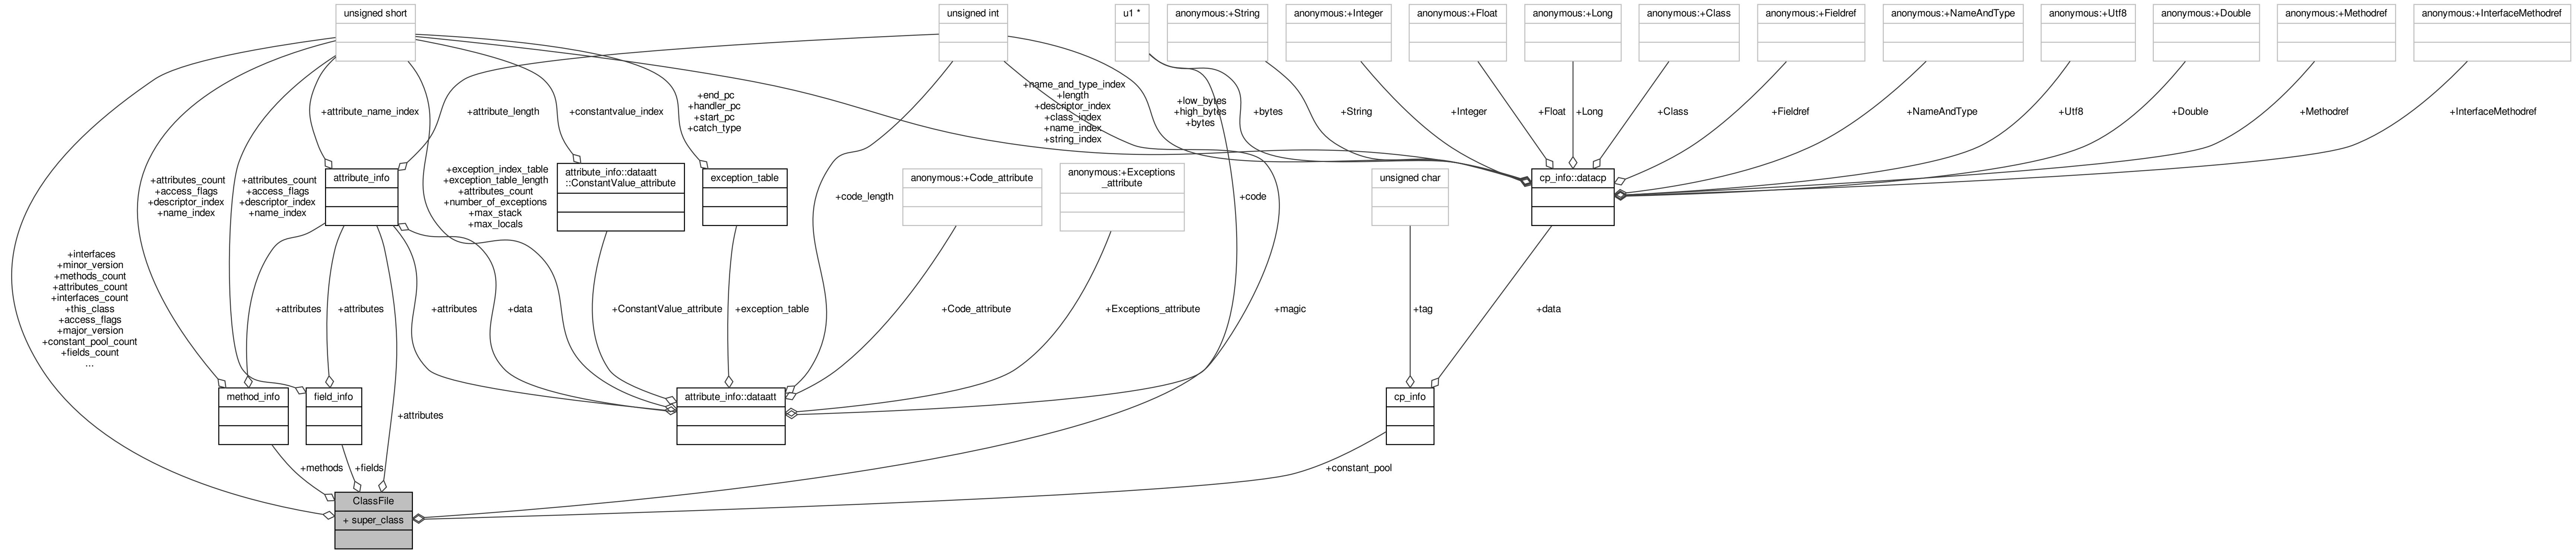 unsigned short
unsigned int
u1 *
anonymous:+String
anonymous:+Integer
anonymous:+Float
anonymous:+Long
anonymous:+Class
anonymous:+Fieldref
anonymous:+NameAndType
anonymous:+Utf8
anonymous:+Double
anonymous:+Methodref
anonymous:+InterfaceMethodref
+attribute_name_index
+attribute_length
+constantvalue_index
+end_pc
+handler_pc
+start_pc
+catch_type
+name_and_type_index
+length
+descriptor_index
+class_index
+name_index
+string_index
+low_bytes
+high_bytes
+bytes
+bytes
+String
+Integer
+Float
+Long
+Class
+Fieldref
+NameAndType
+Utf8
+Double
+Methodref
+InterfaceMethodref
+attributes_count
+access_flags
+descriptor_index
+name_index
+attributes_count
+access_flags
+descriptor_index
+name_index
attribute_info
+exception_index_table
+exception_table_length
+attributes_count
+number_of_exceptions
+max_stack
+max_locals
attribute_info::dataatt
::ConstantValue_attribute
exception_table
+code_length
anonymous:+Code_attribute
anonymous:+Exceptions
_attribute
+code
unsigned char
cp_info::datacp
+interfaces
+minor_version
+methods_count
+attributes_count
+interfaces_count
+this_class
+access_flags
+major_version
+constant_pool_count
+fields_count
...
+attributes
+attributes
+attributes
+data
+ConstantValue_attribute
+exception_table
+Code_attribute
+Exceptions_attribute
+magic
+tag
+data
method_info
field_info
+attributes
attribute_info::dataatt
cp_info
+methods
+fields
+constant_pool
ClassFile
+ super_class